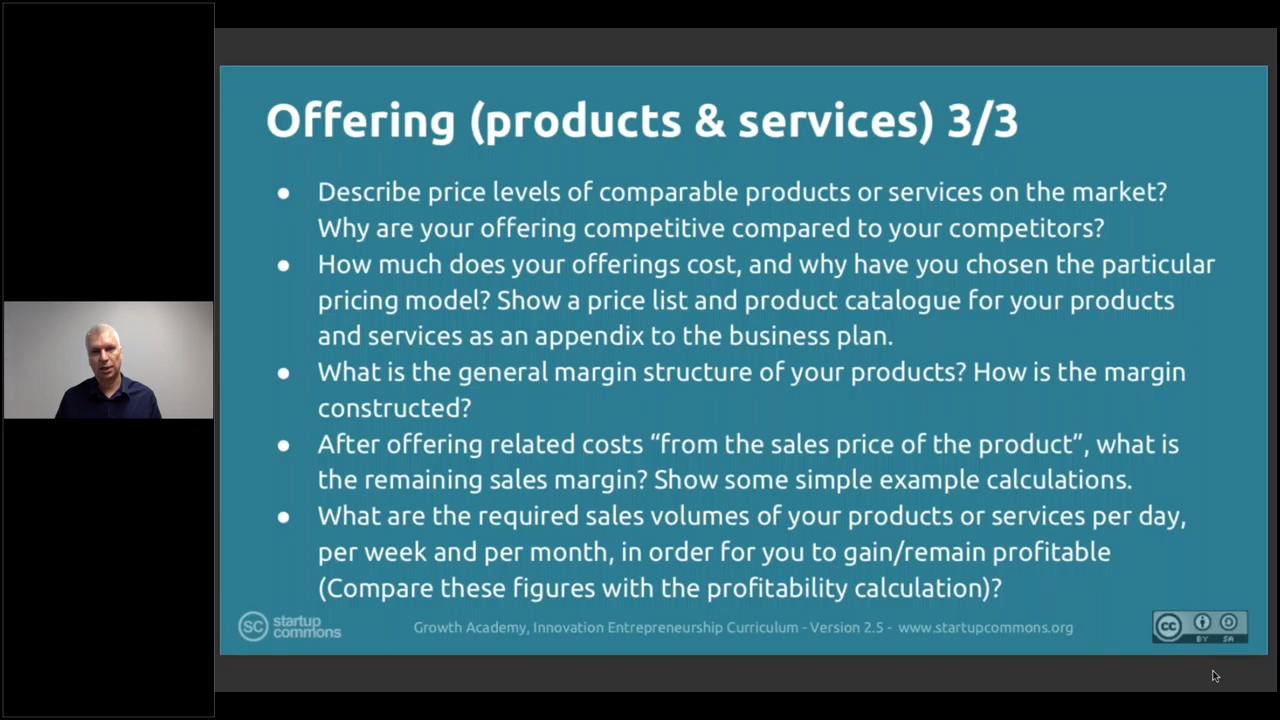 Offering (products & services) 3/3
● Describe price levels of comparable products or services on the market?
Why are your offering competitive compared to your competitors?
● How much does your offerings cost, and why have you chosen the particular
pricing model? Show a price list and product catalogue for your products
and services as an appendix to the business plan.
● What is the general margin structure of your products? How is the margin
constructed?
● After offering related costs “from the sales price of the product”, what is
the remaining sales margin? Show some simple example calculations.
● What are the required sales volumes of your products or services per day,
per week and per month, in order for you to gain/remain profitable
(Compare these figures with the profitability calculation)?
SC startup
commons
Growth Academy, Innovation Entrepreneurship Curriculum - Version 2.5 - www.startupcommons.org
cc
BY SA